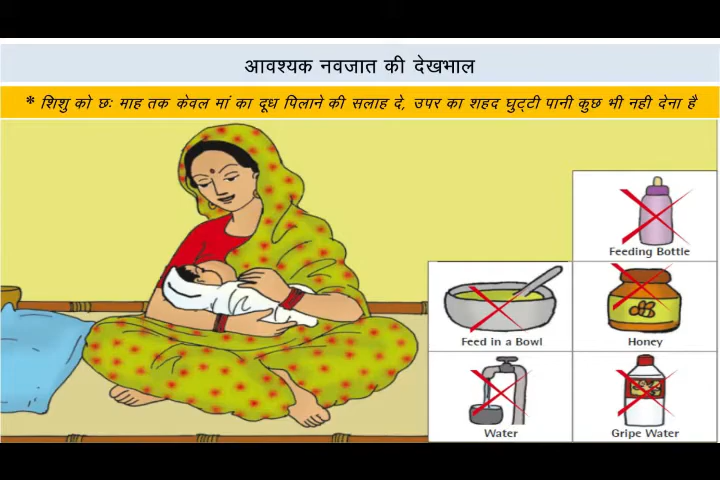 आवश्यक नवजात की देखभाल
* शिशु को छः माह तक केवल मां का दूध पिलाने की सलाह दे, उपर का शहद घुट्टी पानी कुछ भी नही देना है
Feeding Bottle
Feed in a Bowl
Honey
Water
Gripe Water